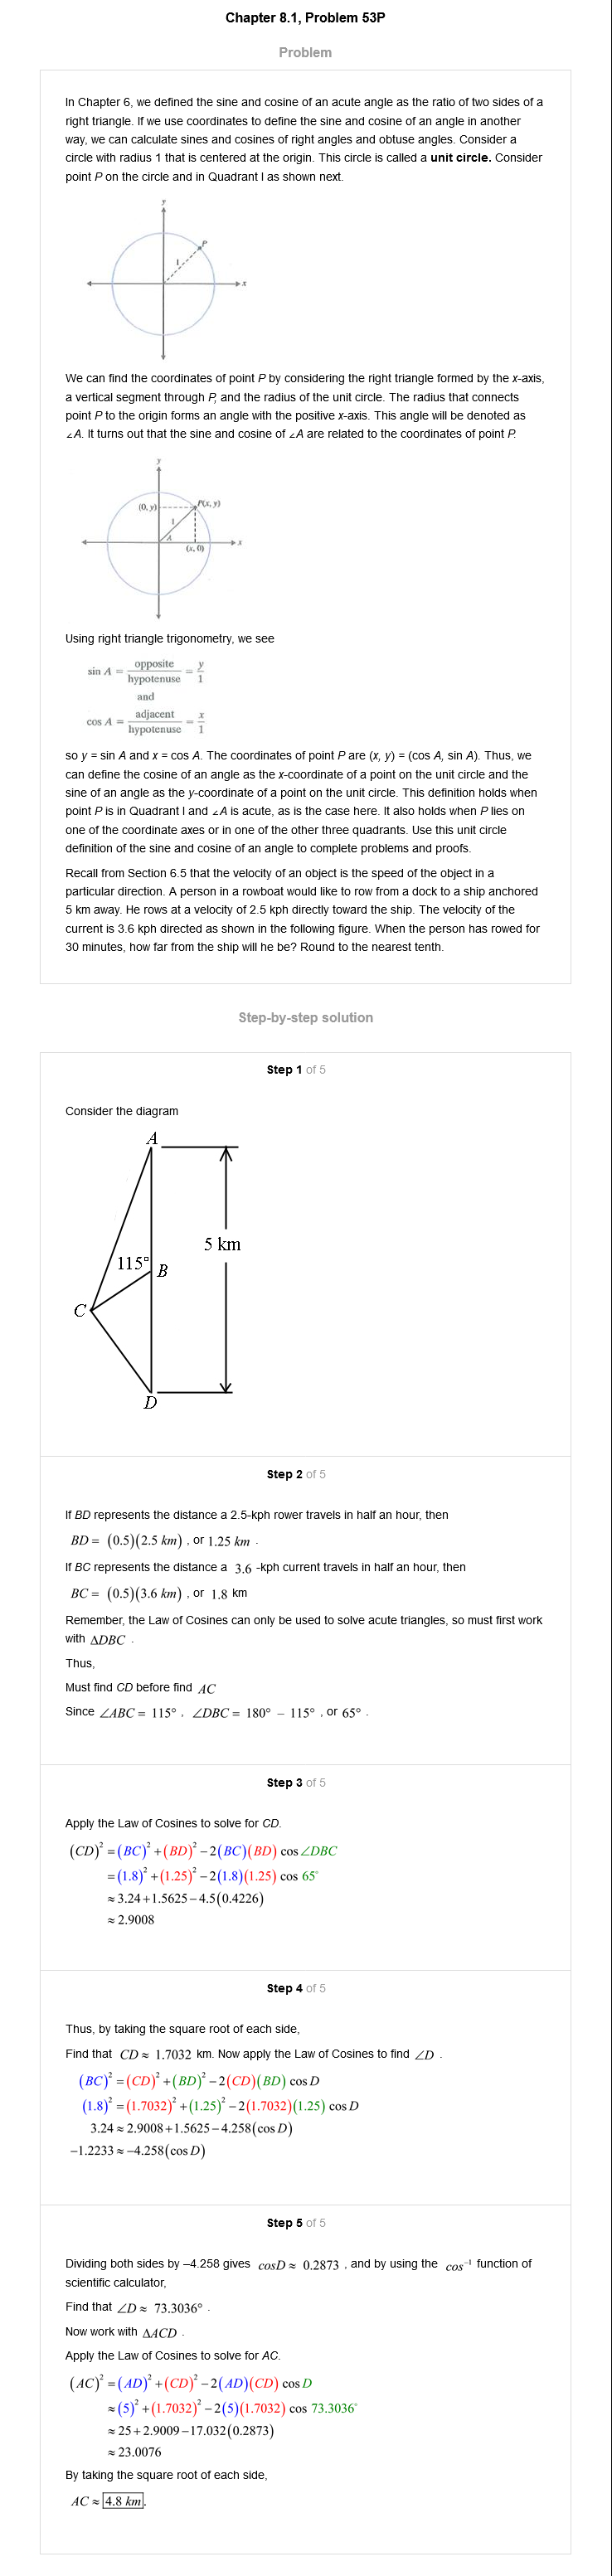 Chapter 8.1, Problem 53P
Problem
In Chapter 6, we defined the sine and cosine of an acute angle as the ratio of two sides of a
right triangle. If we use coordinates to define the sine and cosine of an angle in another
way, we can calculate sines and cosines of right angles and obtuse angles. Consider a
circle with radius 1 that is centered at the origin. This circle is called a unit circle. Consider
point P on the circle and in Quadrant I as shown next.
y
P
1
x
We can find the coordinates of point P by considering the right triangle formed by the x-axis,
a vertical segment through P, and the radius of the unit circle. The radius that connects
point P to the origin forms an angle with the positive x-axis. This angle will be denoted as
∠A. It turns out that the sine and cosine of ∠A are related to the coordinates of point P.
y
(0, y)
P(x, y)
1
A
x
(x, 0)
Using right triangle trigonometry, we see
sin A = opposite/hypotenuse = y/1
and
cos A = adjacent/hypotenuse = x/1
so y = sin A and x = cos A. The coordinates of point P are (x, y) = (cos A, sin A). Thus, we
can define the cosine of an angle as the x-coordinate of a point on the unit circle and the
sine of an angle as the y-coordinate of a point on the unit circle. This definition holds when
point P is in Quadrant I and ∠A is acute, as is the case here. It also holds when P lies on
one of the coordinate axes or in one of the other three quadrants. Use this unit circle
definition of the sine and cosine of an angle to complete problems and proofs.
Recall from Section 6.5 that the velocity of an object is the speed of the object in a
particular direction. A person in a rowboat would like to row from a dock to a ship anchored
5 km away. He rows at a velocity of 2.5 kph directly toward the ship. The velocity of the
current is 3.6 kph directed as shown in the following figure. When the person has rowed for
30 minutes, how far from the ship will he be? Round to the nearest tenth.
Step-by-step solution
Step 1 of 5
Consider the diagram
A
5 km
115° B
C
D
Step 2 of 5
If BD represents the distance a 2.5-kph rower travels in half an hour, then
BD = (0.5)(2.5 km) , or 1.25 km .
If BC represents the distance a 3.6 -kph current travels in half an hour, then
BC = (0.5)(3.6 km) , or 1.8 km
Remember, the Law of Cosines can only be used to solve acute triangles, so must first work
with ΔDBC .
Thus,
Must find CD before find AC
Since ∠ABC = 115° , ∠DBC = 180° − 115° , or 65° .
Step 3 of 5
Apply the Law of Cosines to solve for CD.
(CD)² = (BC)² + (BD)² − 2(BC)(BD) cos ∠DBC
= (1.8)² + (1.25)² − 2(1.8)(1.25) cos 65°
≈ 3.24 + 1.5625 − 4.5(0.4226)
≈ 2.9008
Step 4 of 5
Thus, by taking the square root of each side,
Find that CD ≈ 1.7032 km. Now apply the Law of Cosines to find ∠D .
(BC)² = (CD)² + (BD)² − 2(CD)(BD) cos D
(1.8)² = (1.7032)² + (1.25)² − 2(1.7032)(1.25) cos D
3.24 ≈ 2.9008 + 1.5625 − 4.258(cos D)
−1.2233 ≈ −4.258(cos D)
Step 5 of 5
Dividing both sides by –4.258 gives cosD ≈ 0.2873 , and by using the cos⁻¹ function of
scientific calculator,
Find that ∠D ≈ 73.3036° .
Now work with ΔACD .
Apply the Law of Cosines to solve for AC.
(AC)² = (AD)² + (CD)² − 2(AD)(CD) cos D
≈ (5)² + (1.7032)² − 2(5)(1.7032) cos 73.3036°
≈ 25 + 2.9009 − 17.032(0.2873)
≈ 23.0076
By taking the square root of each side,
AC ≈ 4.8 km.